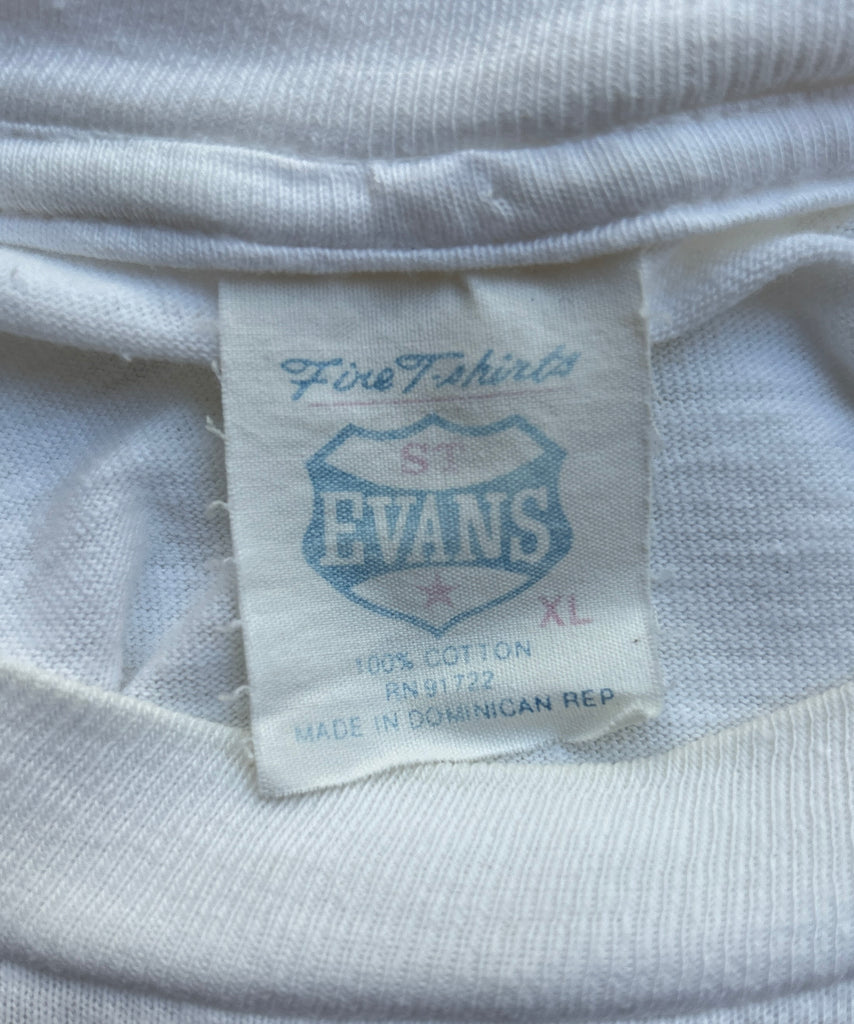 Fine T-shirts
ST
EVANS
XL
100% COTTON
RN 91722
MADE IN DOMINICAN REP